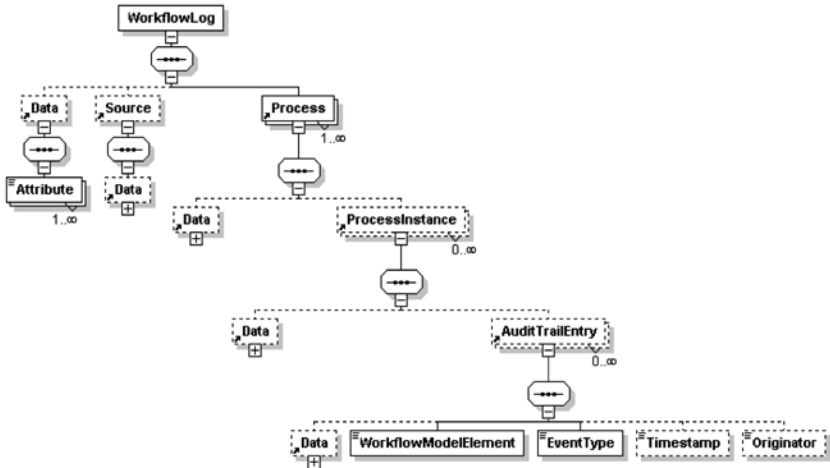 WorkflowLog
Data Source Process
1..∞
Attribute Data
1..∞
Data ProcessInstance
0..∞
Data AuditTrailEntry
0..∞
Data WorkflowModelElement EventType Timestamp Originator